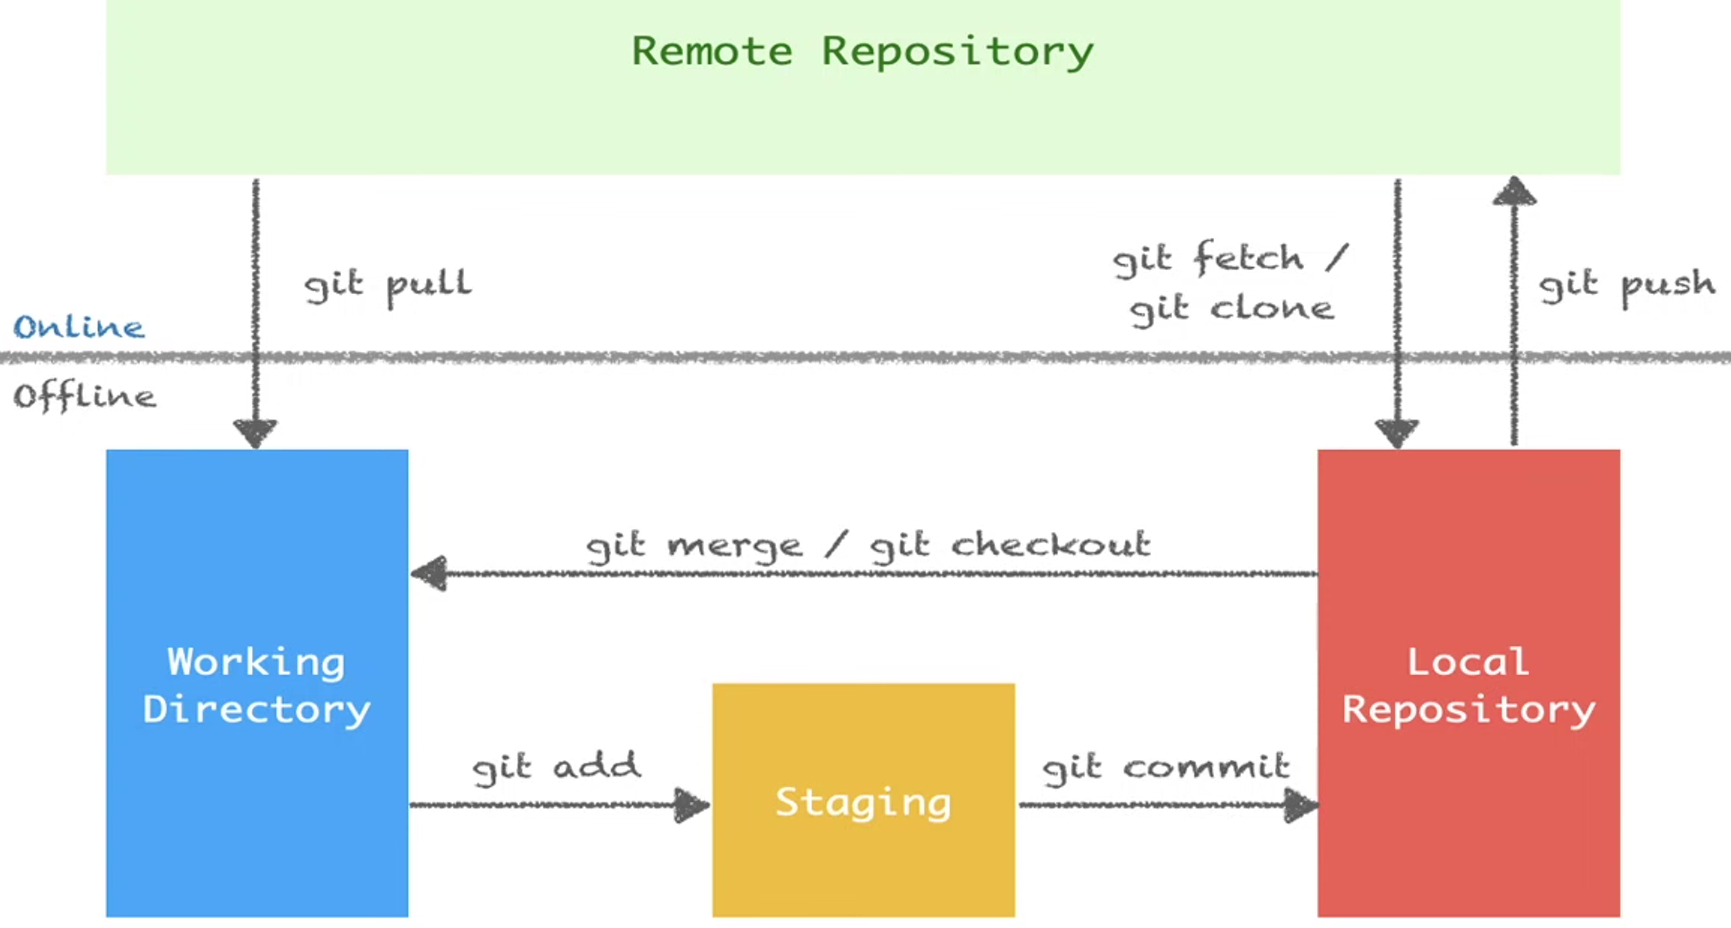 Remote Repository
git pull
git fetch /
git clone
git push
Online
Offline
git merge / git checkout
Working
Directory
Local
Repository
git add
Staging
git commit